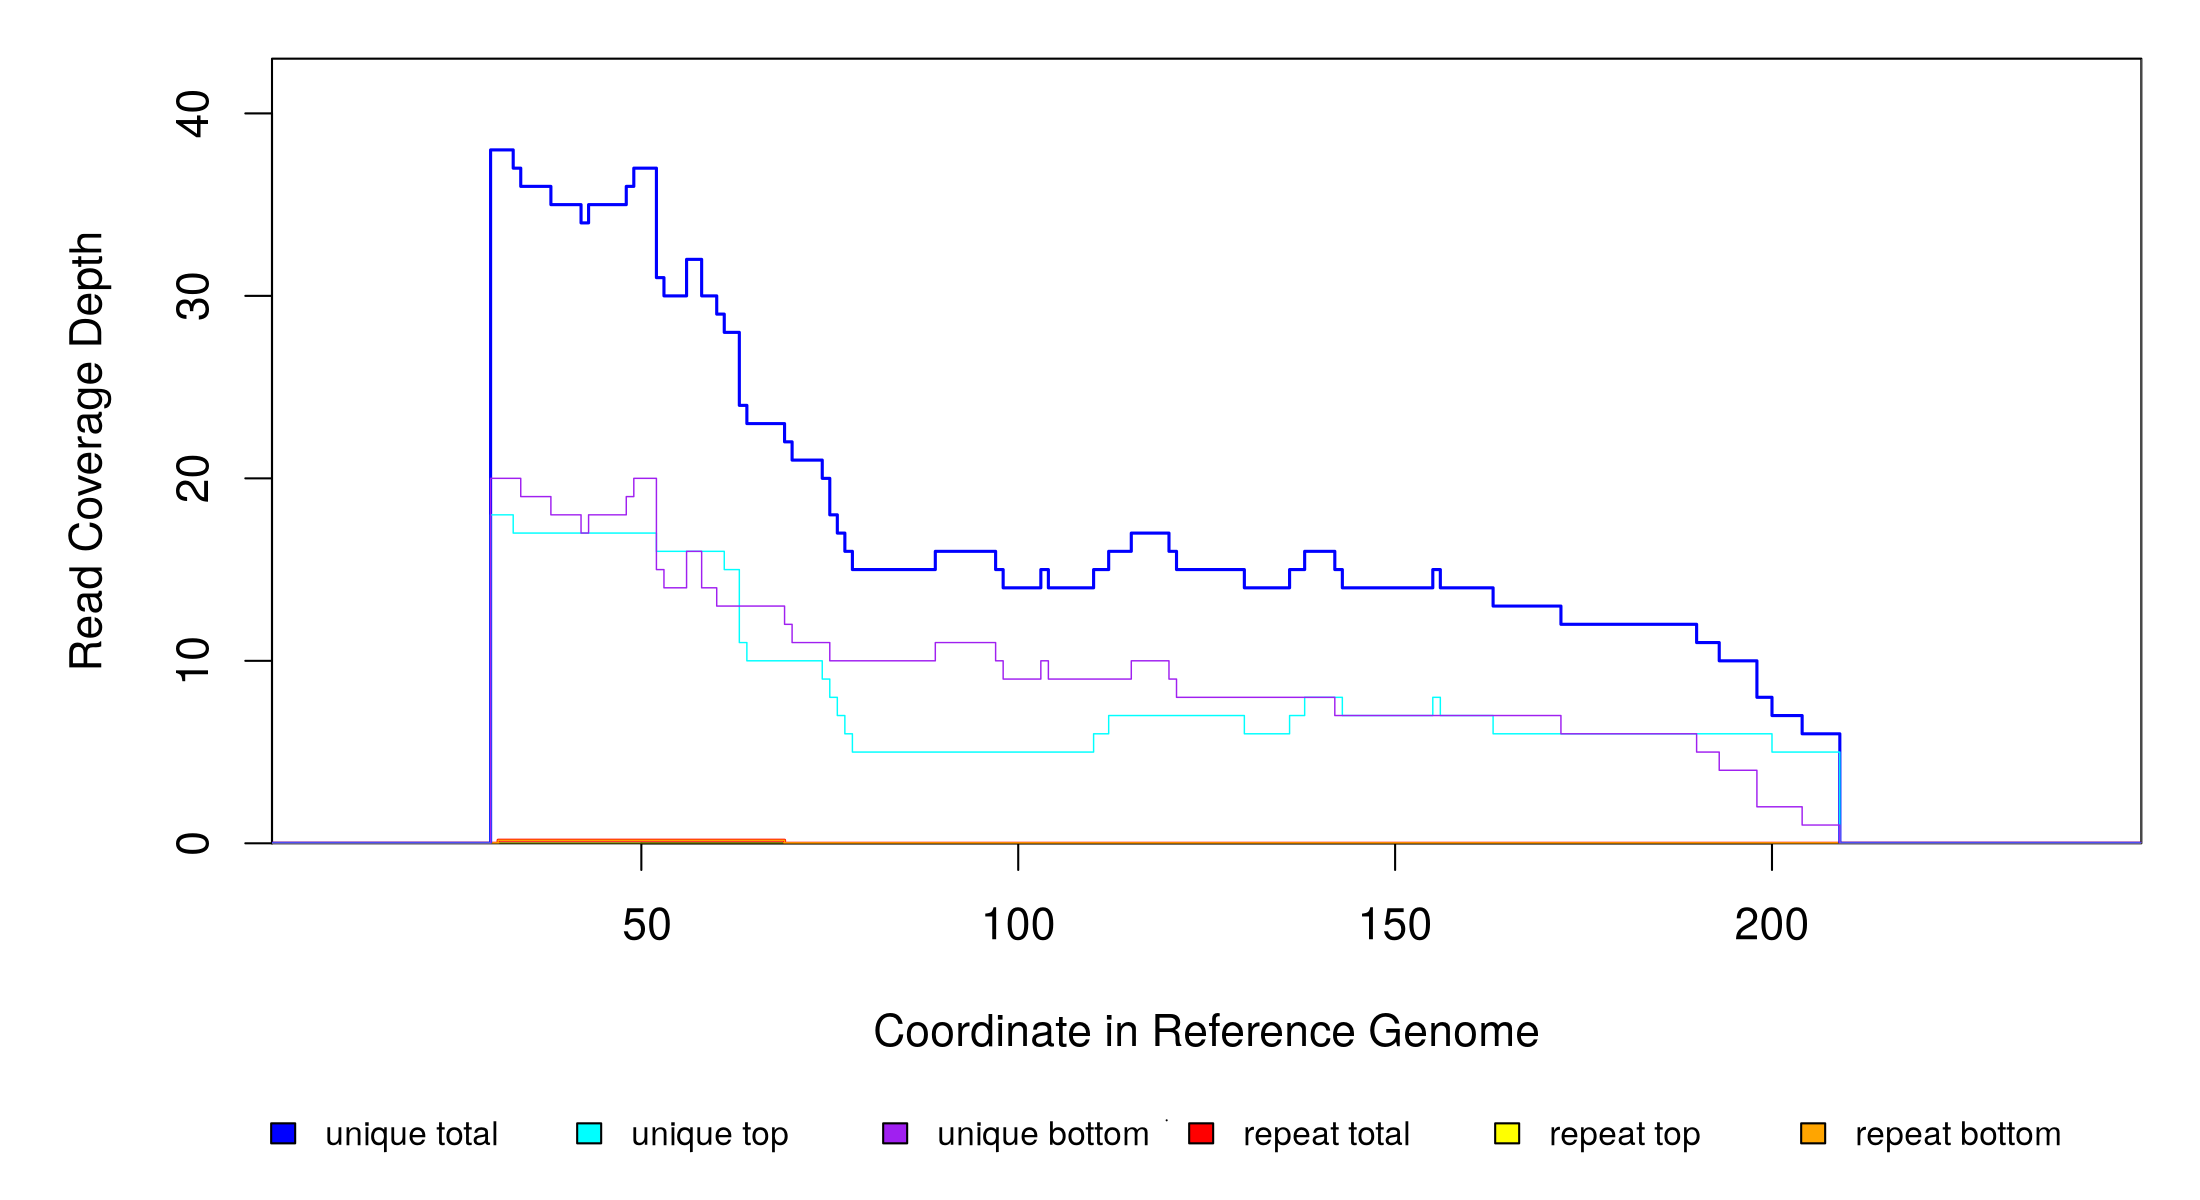 40
30
20
10
0
Read Coverage Depth
50 100 150 200
Coordinate in Reference Genome
unique total unique top unique bottom repeat total repeat top repeat bottom